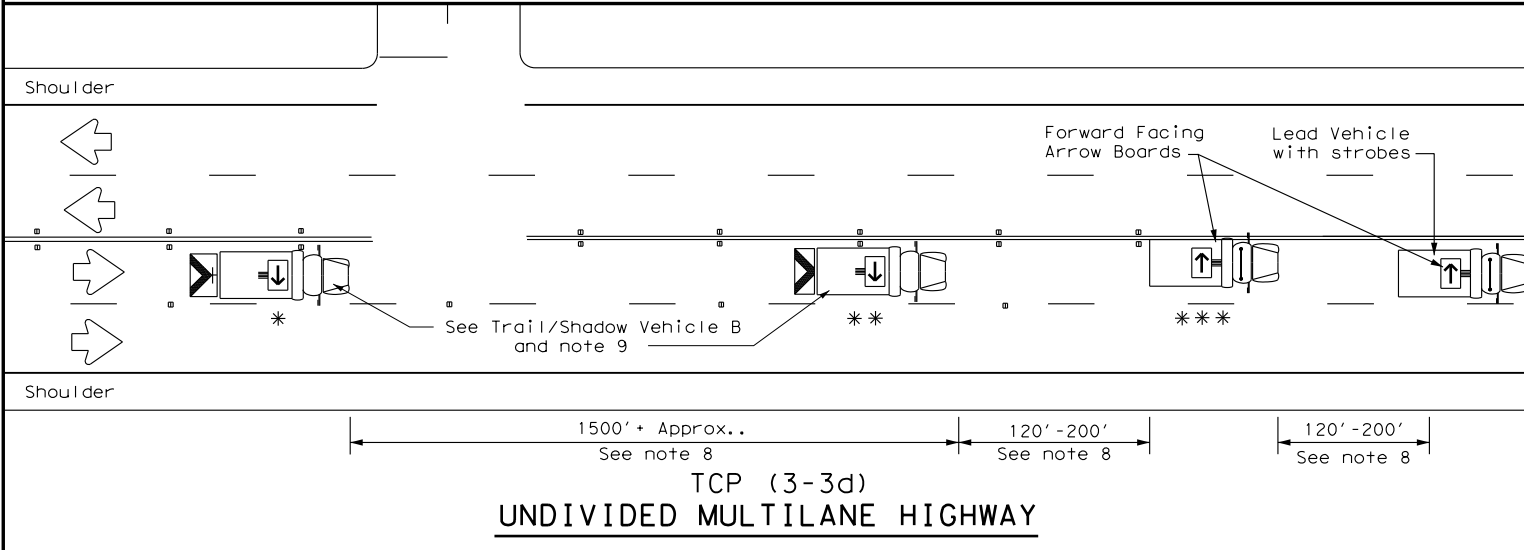 Shoulder
Forward Facing
Arrow Boards
Lead Vehicle
with strobes
*
* *
* * *
See Trail/Shadow Vehicle B
and note 9
Shoulder
1500'+ Approx..
See note 8
120'-200'
See note 8
120'-200'
See note 8
TCP (3-3d)
UNDIVIDED MULTILANE HIGHWAY